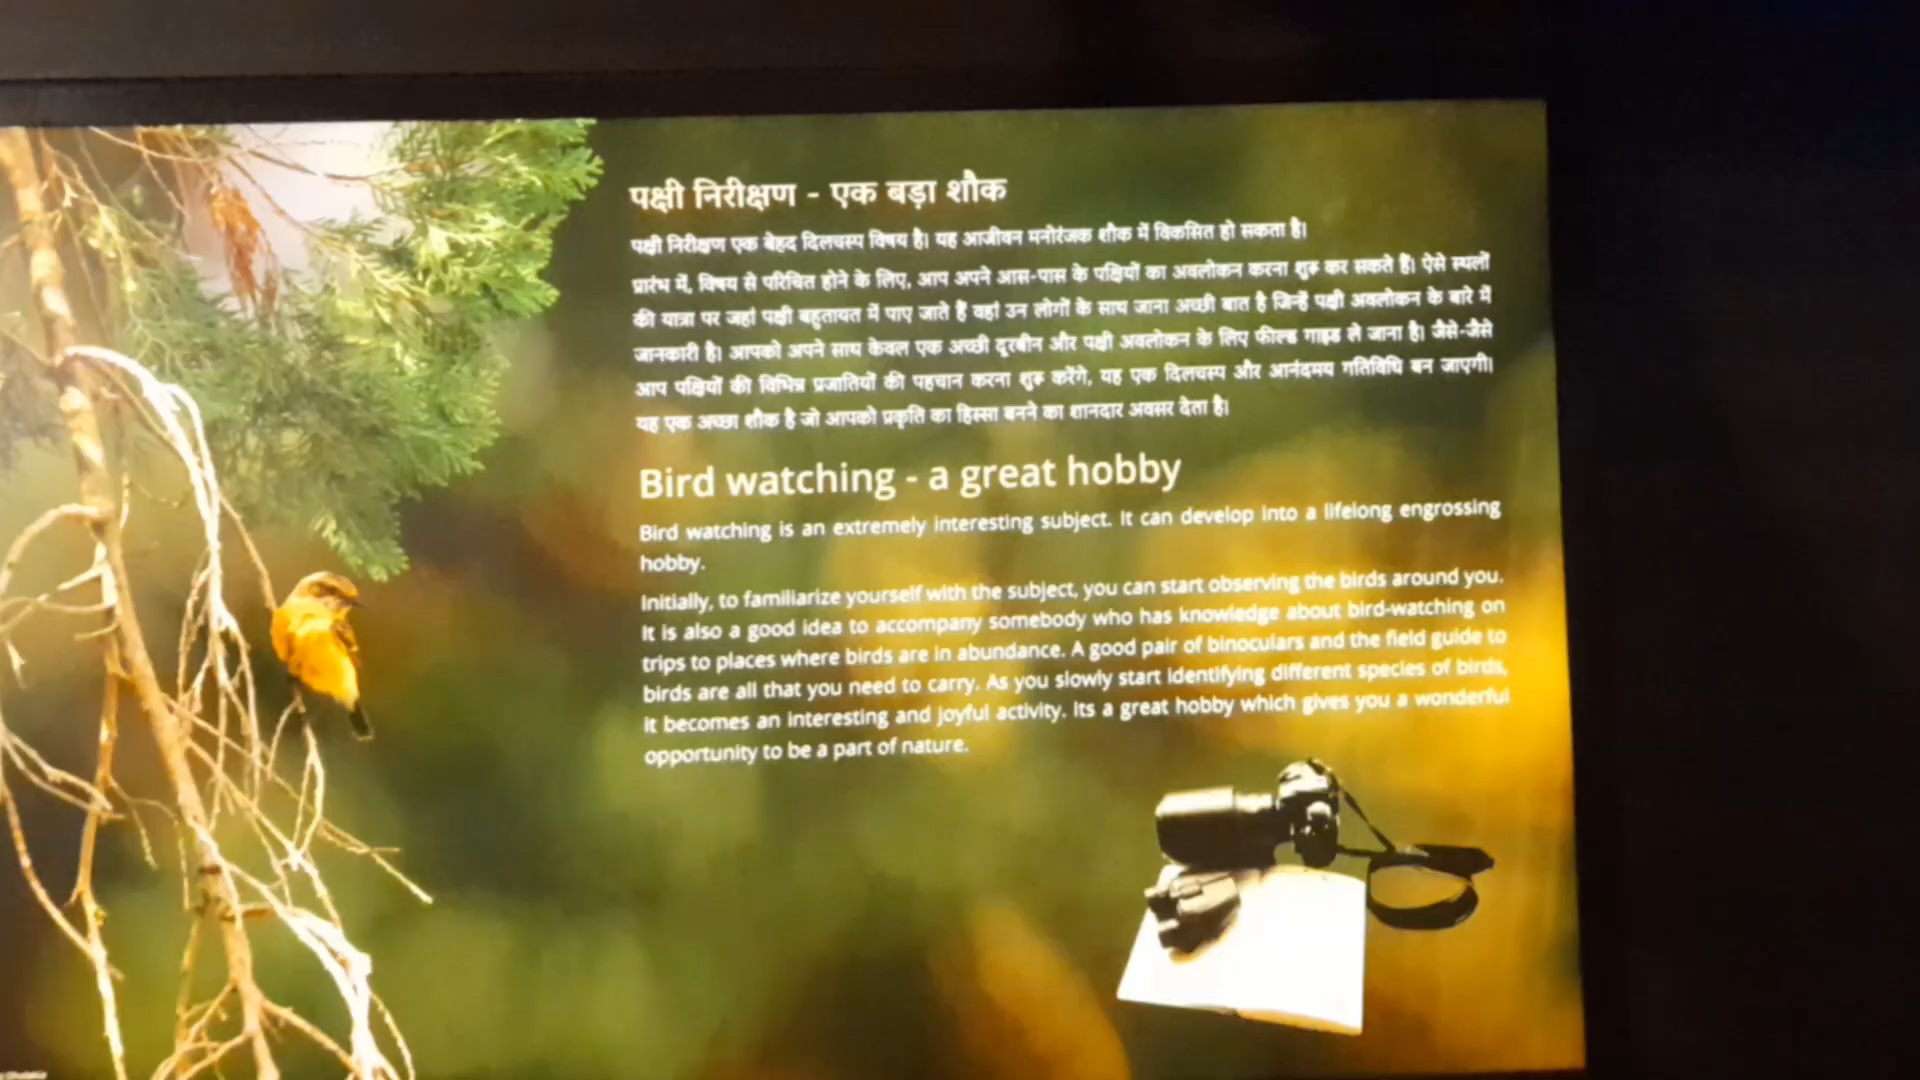 पक्षी निरीक्षण - एक बड़ा शौक
पक्षी निरीक्षण एक बेहद दिलचस्प विषय है। यह आजीवन मनोरंजक शौक में विकसित हो सकता है।
प्रारंभ में, विषय से परिचित होने के लिए, आप अपने आस-पास के पक्षियों का अवलोकन करना शुरू कर सकते हैं। ऐसे स्थलों
की यात्रा पर जहां पक्षी बहुतायत में पाए जाते हैं वहां उन लोगों के साथ जाना अच्छी बात है जिन्हें पक्षी अवलोकन के बारे में
जानकारी है। आपको अपने साथ केवल एक अच्छी दूरबीन और पक्षी अवलोकन के लिए फील्ड गाइड ले जाना है। जैसे-जैसे
आप पक्षियों की विभिन्न प्रजातियों की पहचान करना शुरू करेंगे, यह एक दिलचस्प और आनंदमय गतिविधि बन जाएगी।
यह एक अच्छा शौक है जो आपको प्रकृति का हिस्सा बनने का शानदार अवसर देता है।
Bird watching - a great hobby
Bird watching is an extremely interesting subject. It can develop into a lifelong engrossing
hobby.
Initially, to familiarize yourself with the subject, you can start observing the birds around you.
It is also a good idea to accompany somebody who has knowledge about bird-watching on
trips to places where birds are in abundance. A good pair of binoculars and the field guide to
birds are all that you need to carry. As you slowly start identifying different species of birds,
it becomes an interesting and joyful activity. Its a great hobby which gives you a wonderful
opportunity to be a part of nature.